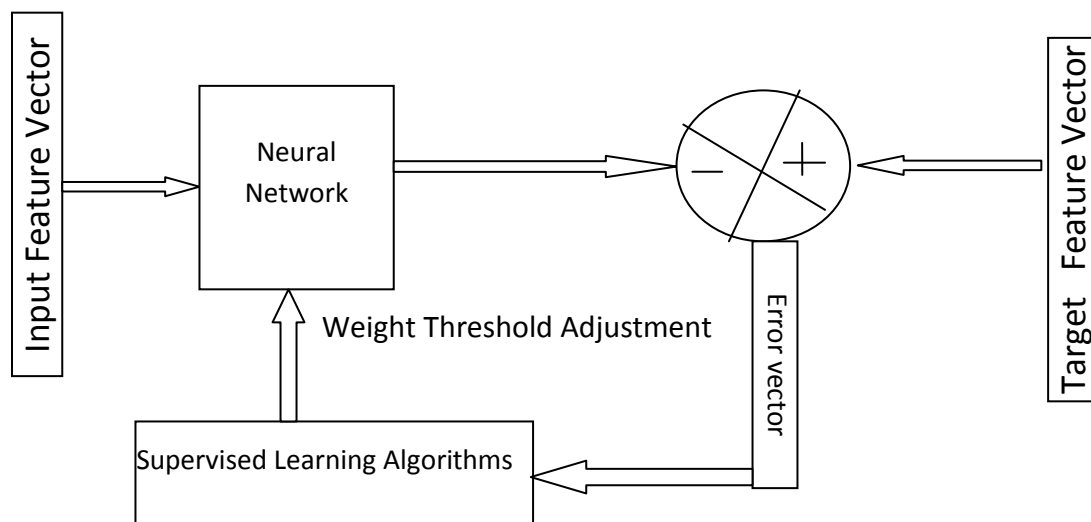 Input Feature Vector
Neural
Network
−
+
Target Feature Vector
Weight Threshold Adjustment
Error vector
Supervised Learning Algorithms